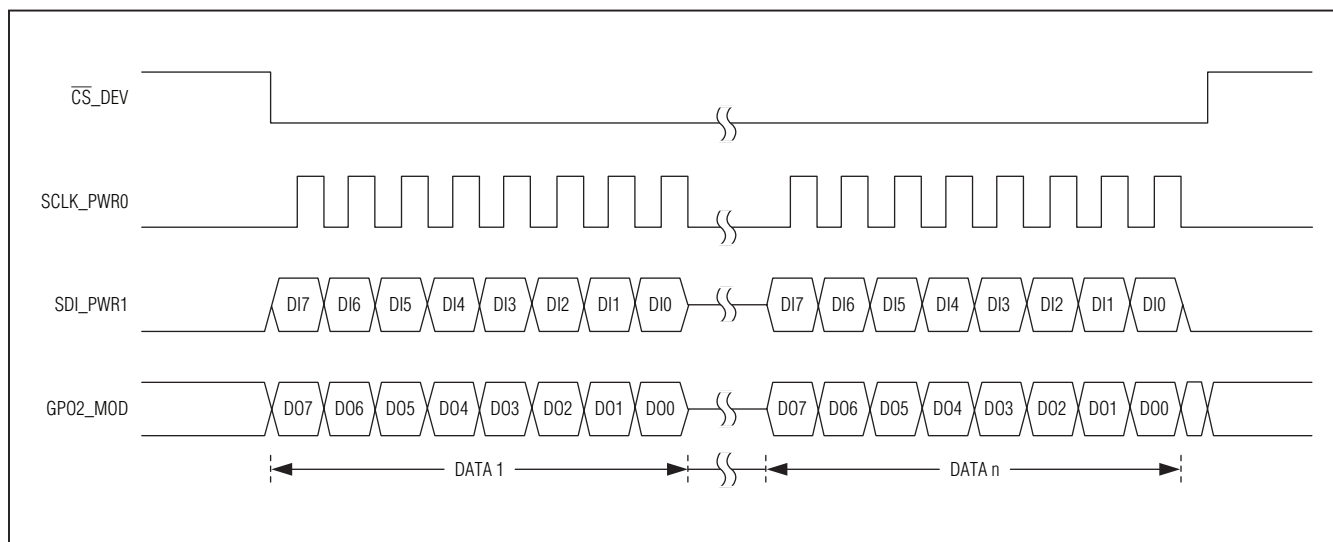 C̅S̅_DEV
SCLK_PWR0
SDI_PWR1
DI7 DI6 DI5 DI4 DI3 DI2 DI1 DI0 DI7 DI6 DI5 DI4 DI3 DI2 DI1 DI0
GPO2_MOD
DO7 DO6 DO5 DO4 DO3 DO2 DO1 DO0 DO7 DO6 DO5 DO4 DO3 DO2 DO1 DO0
DATA 1 DATA n